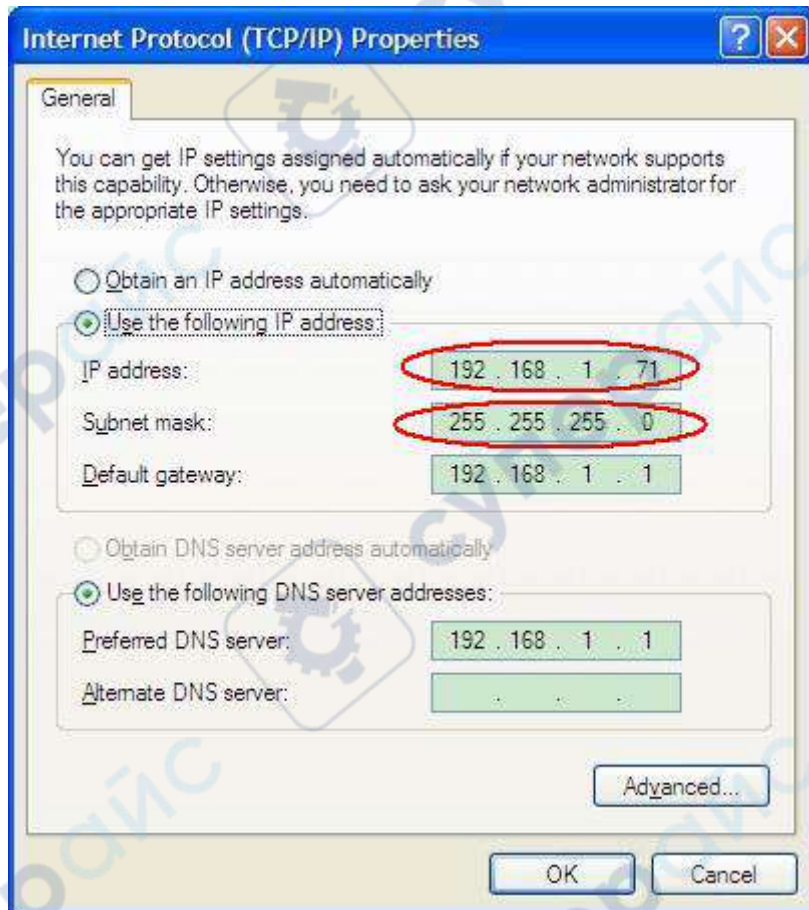 Internet Protocol (TCP/IP) Properties
General
You can get IP settings assigned automatically if your network supports
this capability. Otherwise, you need to ask your network administrator for
the appropriate IP settings.
Obtain an IP address automatically
Use the following IP address:
IP address: 192 . 168 . 1 . 71
Subnet mask: 255 . 255 . 255 . 0
Default gateway: 192 . 168 . 1 . 1
Obtain DNS server address automatically
Use the following DNS server addresses:
Preferred DNS server: 192 . 168 . 1 . 1
Alternate DNS server: . . .
Advanced...
OK Cancel